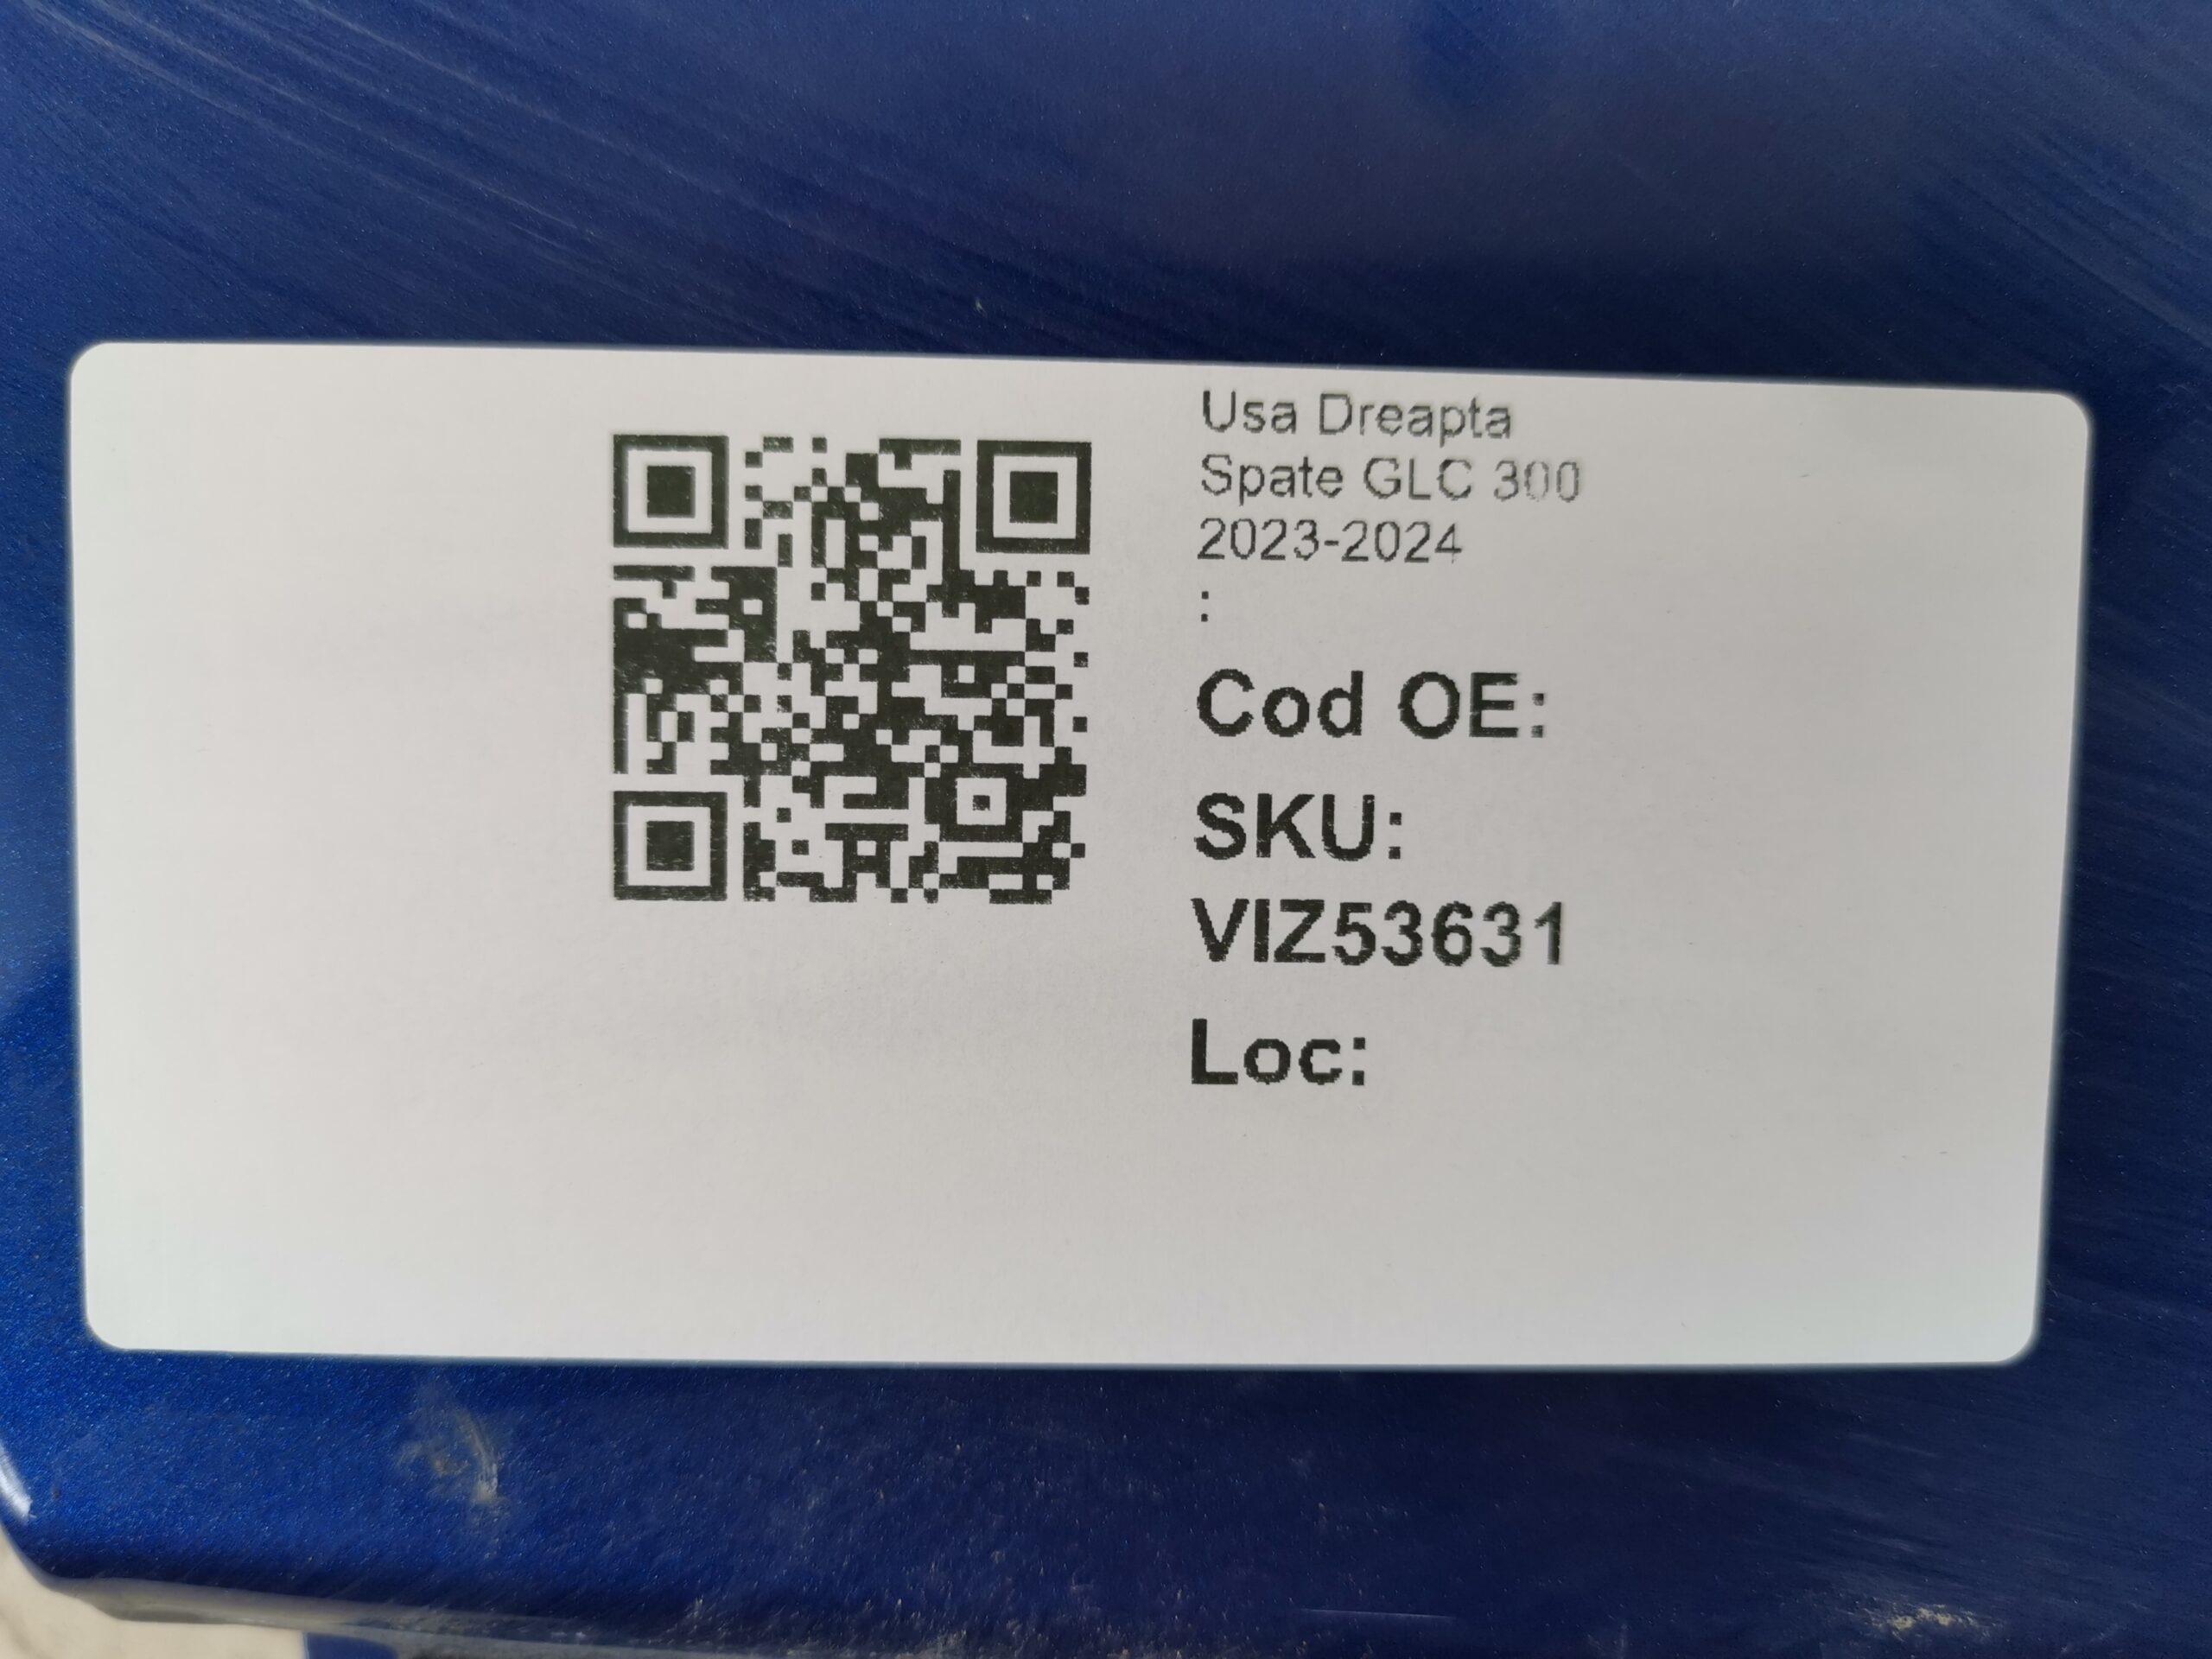 Usa Dreapta
Spate GLC 300
2023-2024
:
Cod OE:
SKU:
VIZ53631
Loc: